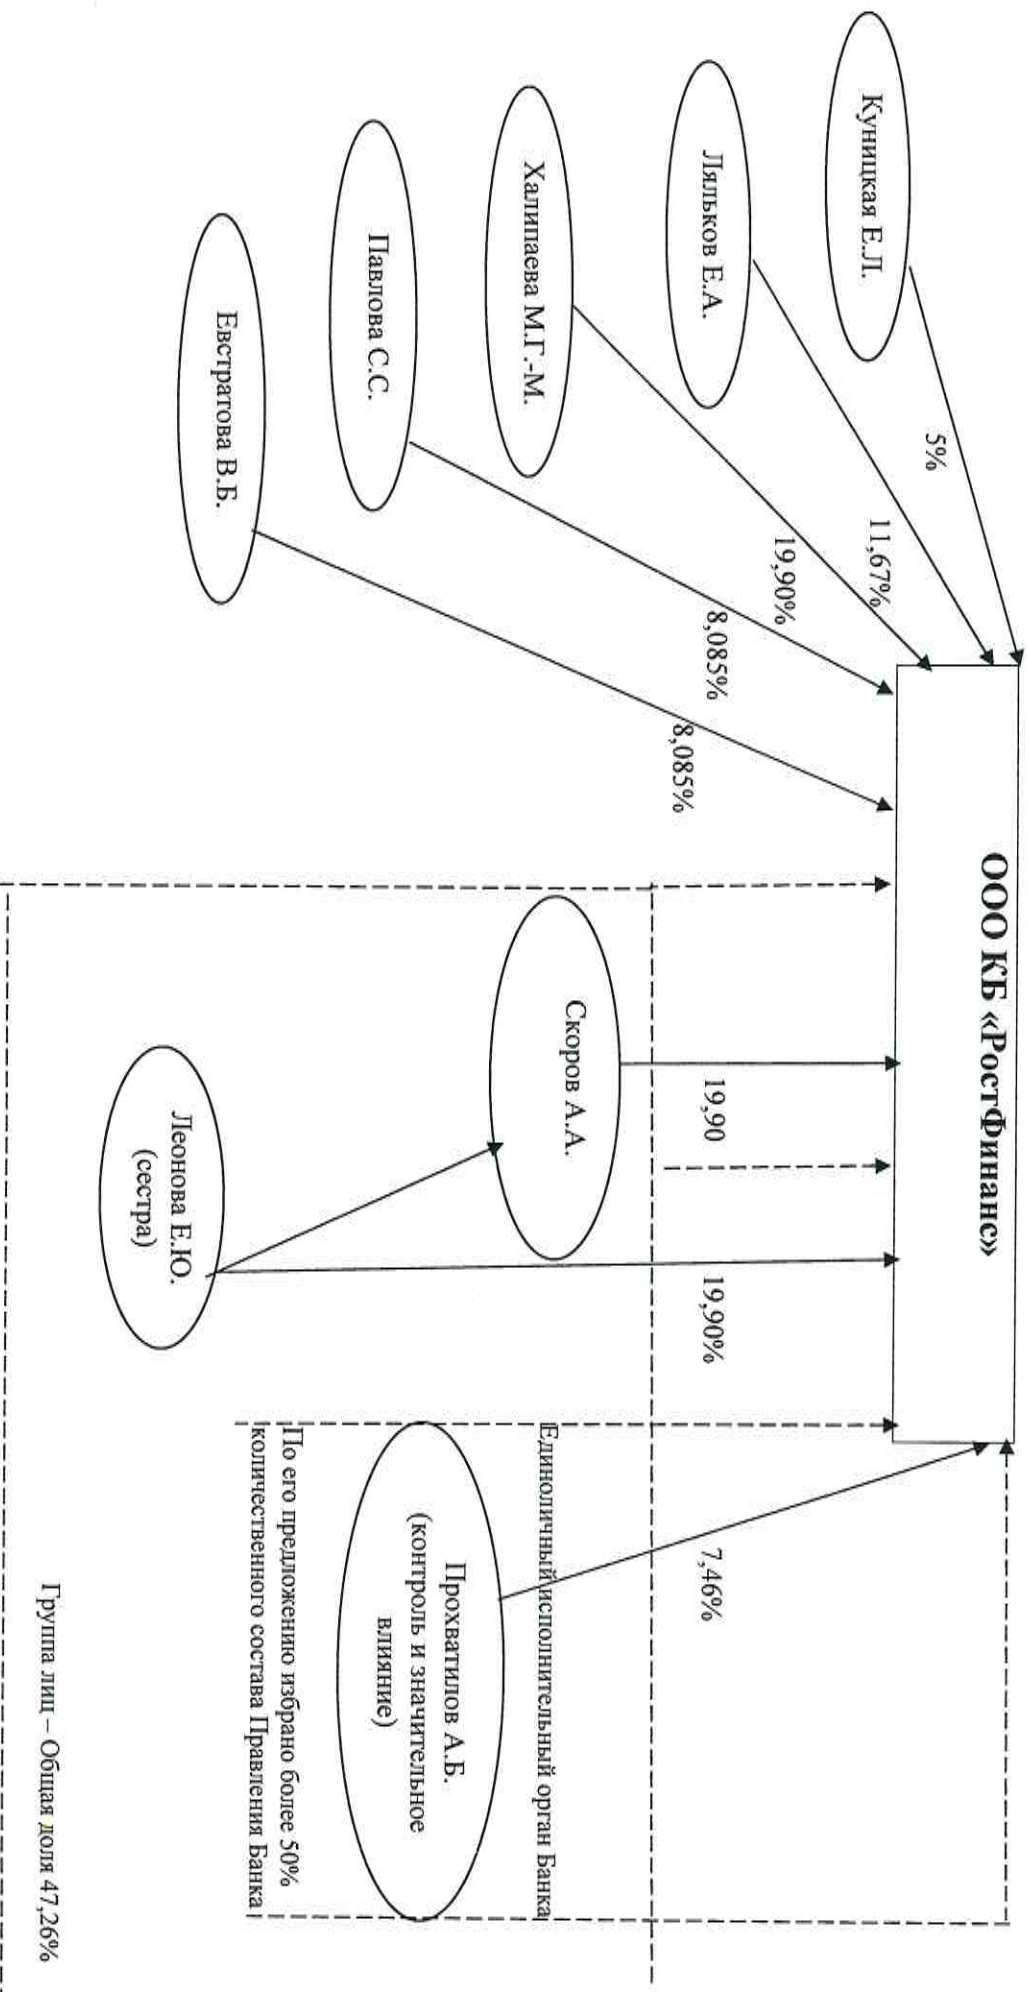 ООО КБ «РостФинанс»
Куницкая Е.Л.
5%
Ляльков Е.А.
11,67%
Халипаева М.Г.-М.
19,90%
Павлова С.С.
8,085%
Евстратова В.Б.
8,085%
Скоров А.А.
19,90
Леонова Е.Ю.
(сестра)
19,90%
7,46%
Единоличный исполнительный орган Банка
Прохватилов А.Б.
(контроль и значительное
влияние)
По его предложению избрано более 50%
количественного состава Правления Банка
Группа лиц – Общая доля 47,26%